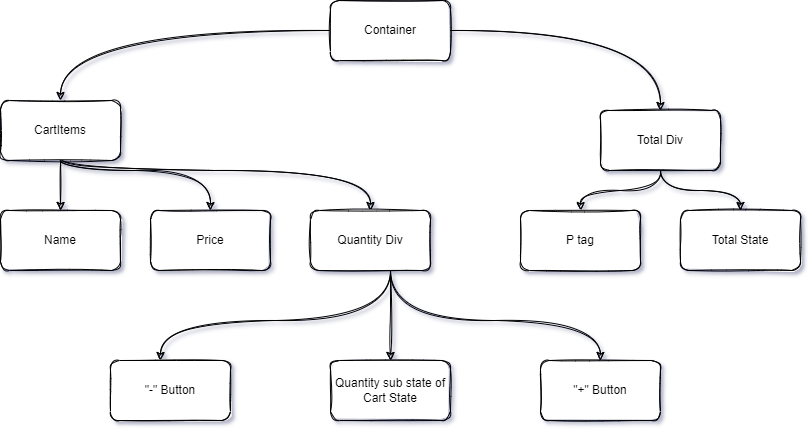 Container
CartItems
Total Div
Name
Price
Quantity Div
P tag
Total State
"-" Button
Quantity sub state of
Cart State
"+" Button